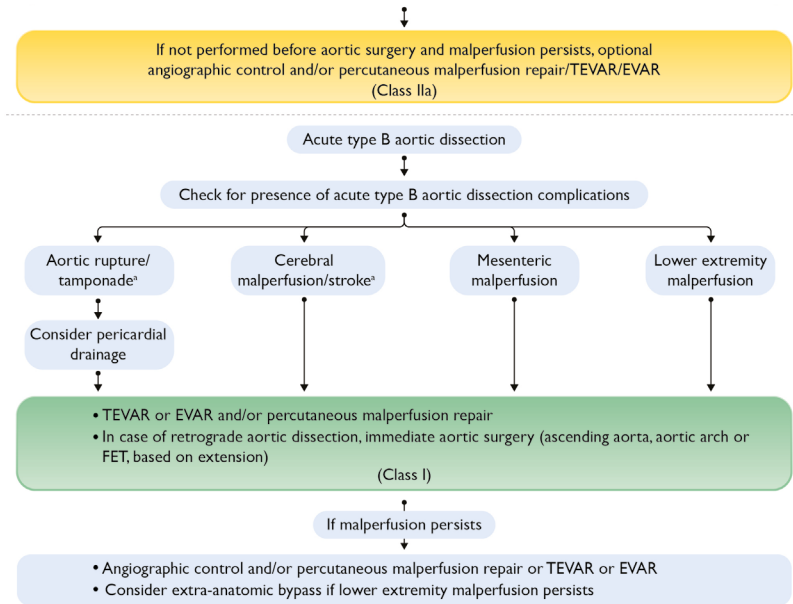 If not performed before aortic surgery and malperfusion persists, optional
angiographic control and/or percutaneous malperfusion repair/TEVAR/EVAR
(Class IIa)
Acute type B aortic dissection
Check for presence of acute type B aortic dissection complications
Aortic rupture/
tamponadeᵃ
Cerebral
malperfusion/strokeᵃ
Mesenteric
malperfusion
Lower extremity
malperfusion
Consider pericardial
drainage
• TEVAR or EVAR and/or percutaneous malperfusion repair
• In case of retrograde aortic dissection, immediate aortic surgery (ascending aorta, aortic arch or
FET, based on extension)
(Class I)
If malperfusion persists
• Angiographic control and/or percutaneous malperfusion repair or TEVAR or EVAR
• Consider extra-anatomic bypass if lower extremity malperfusion persists